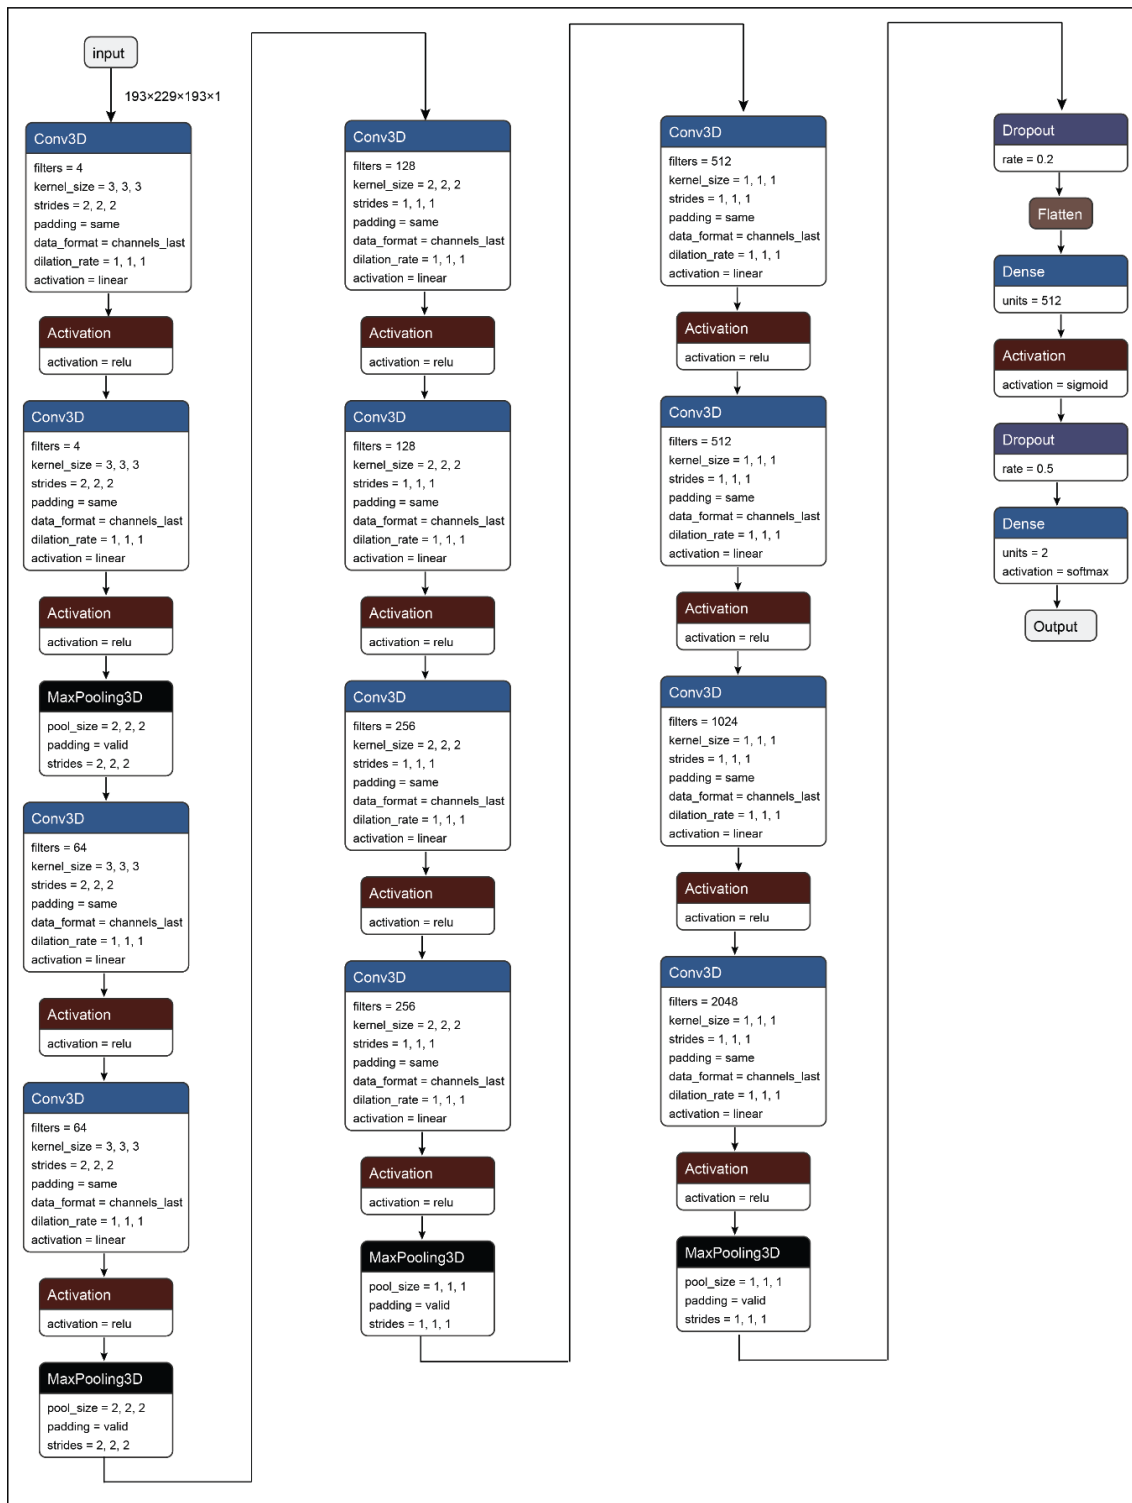 input
193×229×193×1
Conv3D
filters = 4
kernel_size = 3, 3, 3
strides = 2, 2, 2
padding = same
data_format = channels_last
dilation_rate = 1, 1, 1
activation = linear
Activation
activation = relu
Conv3D
filters = 4
kernel_size = 3, 3, 3
strides = 2, 2, 2
padding = same
data_format = channels_last
dilation_rate = 1, 1, 1
activation = linear
Activation
activation = relu
MaxPooling3D
pool_size = 2, 2, 2
padding = valid
strides = 2, 2, 2
Conv3D
filters = 64
kernel_size = 3, 3, 3
strides = 2, 2, 2
padding = same
data_format = channels_last
dilation_rate = 1, 1, 1
activation = linear
Activation
activation = relu
Conv3D
filters = 64
kernel_size = 3, 3, 3
strides = 2, 2, 2
padding = same
data_format = channels_last
dilation_rate = 1, 1, 1
activation = linear
Activation
activation = relu
MaxPooling3D
pool_size = 2, 2, 2
padding = valid
strides = 2, 2, 2
Conv3D
filters = 128
kernel_size = 2, 2, 2
strides = 1, 1, 1
padding = same
data_format = channels_last
dilation_rate = 1, 1, 1
activation = linear
Activation
activation = relu
Conv3D
filters = 128
kernel_size = 2, 2, 2
strides = 1, 1, 1
padding = same
data_format = channels_last
dilation_rate = 1, 1, 1
activation = linear
Activation
activation = relu
Conv3D
filters = 256
kernel_size = 2, 2, 2
strides = 1, 1, 1
padding = same
data_format = channels_last
dilation_rate = 1, 1, 1
activation = linear
Activation
activation = relu
Conv3D
filters = 256
kernel_size = 2, 2, 2
strides = 1, 1, 1
padding = same
data_format = channels_last
dilation_rate = 1, 1, 1
activation = linear
Activation
activation = relu
MaxPooling3D
pool_size = 1, 1, 1
padding = valid
strides = 1, 1, 1
Conv3D
filters = 512
kernel_size = 1, 1, 1
strides = 1, 1, 1
padding = same
data_format = channels_last
dilation_rate = 1, 1, 1
activation = linear
Activation
activation = relu
Conv3D
filters = 512
kernel_size = 1, 1, 1
strides = 1, 1, 1
padding = same
data_format = channels_last
dilation_rate = 1, 1, 1
activation = linear
Activation
activation = relu
Conv3D
filters = 1024
kernel_size = 1, 1, 1
strides = 1, 1, 1
padding = same
data_format = channels_last
dilation_rate = 1, 1, 1
activation = linear
Activation
activation = relu
Conv3D
filters = 2048
kernel_size = 1, 1, 1
strides = 1, 1, 1
padding = same
data_format = channels_last
dilation_rate = 1, 1, 1
activation = linear
Activation
activation = relu
MaxPooling3D
pool_size = 1, 1, 1
padding = valid
strides = 1, 1, 1
Dropout
rate = 0.2
Flatten
Dense
units = 512
Activation
activation = sigmoid
Dropout
rate = 0.5
Dense
units = 2
activation = softmax
Output